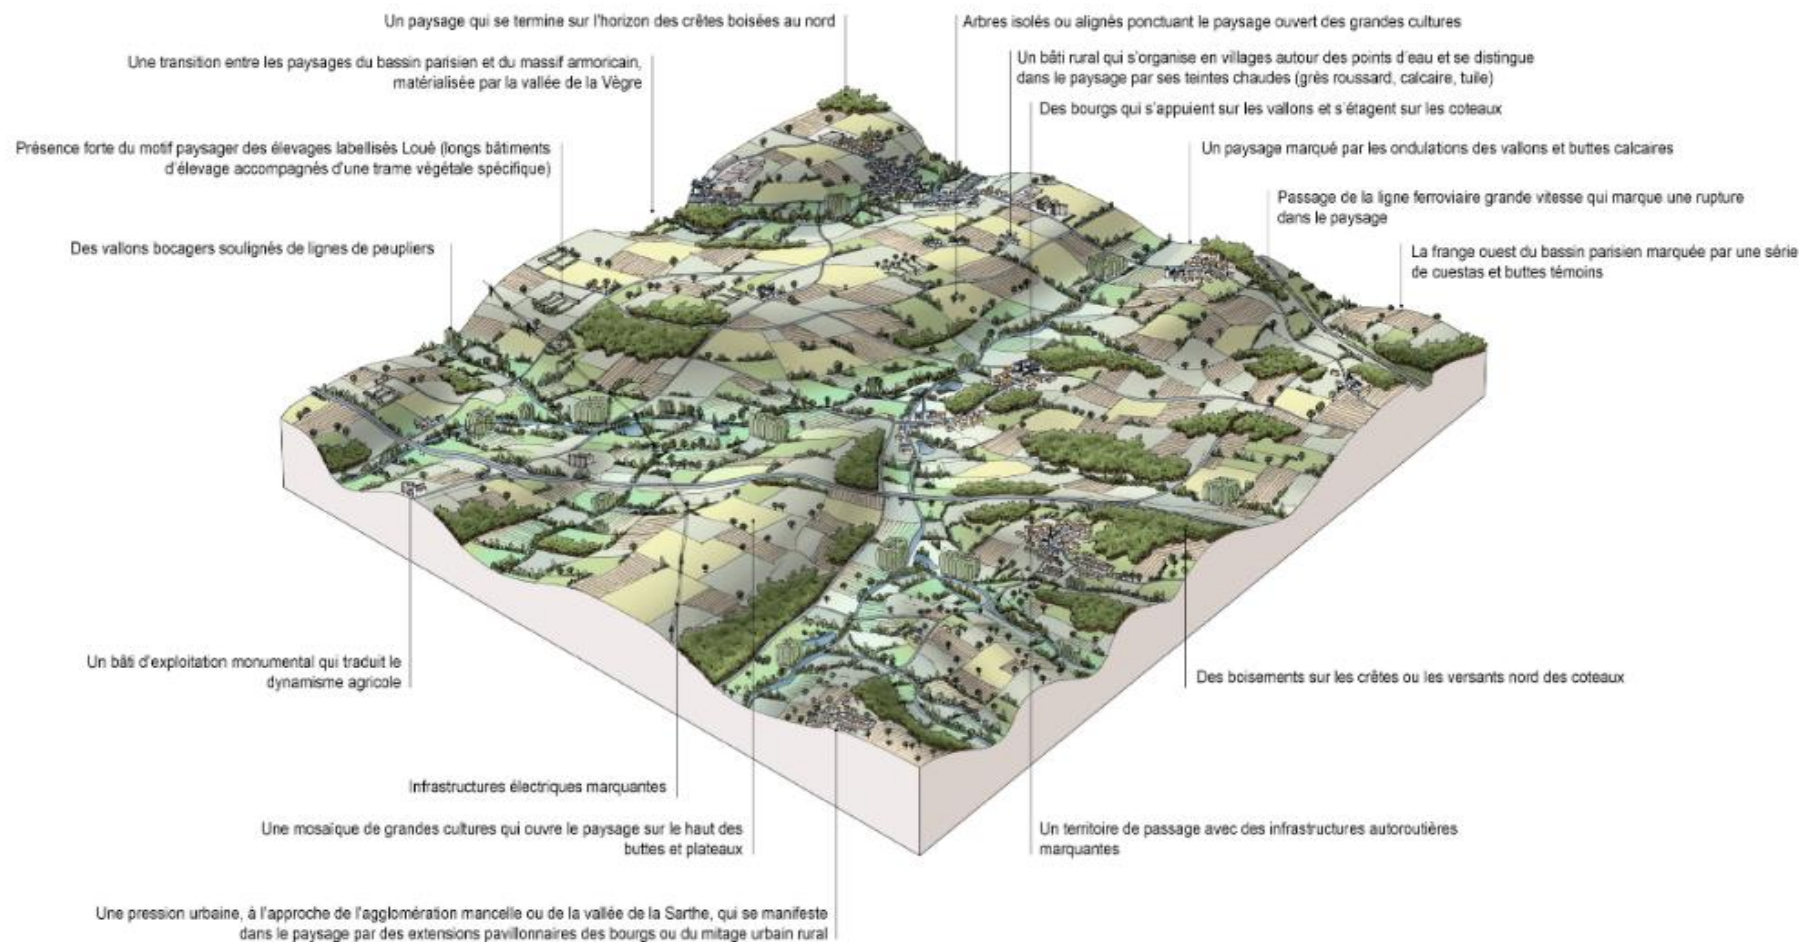 Un paysage qui se termine sur l'horizon des crêtes boisées au nord
Arbres isolés ou alignés ponctuant le paysage ouvert des grandes cultures
Une transition entre les paysages du bassin parisien et du massif armoricain,
matérialisée par la vallée de la Vègre
Un bâti rural qui s'organise en villages autour des points d'eau et se distingue
dans le paysage par ses teintes chaudes (grès roussard, calcaire, tuile)
Des bourgs qui s'appuient sur les vallons et s'étagent sur les coteaux
Présence forte du motif paysager des élevages labellisés Loué (longs bâtiments
d'élevage accompagnés d'une trame végétale spécifique)
Un paysage marqué par les ondulations des vallons et buttes calcaires
Passage de la ligne ferroviaire grande vitesse qui marque une rupture
dans le paysage
Des vallons bocagers soulignés de lignes de peupliers
La frange ouest du bassin parisien marquée par une série
de cuestas et buttes témoins
Un bâti d'exploitation monumental qui traduit le
dynamisme agricole
Des boisements sur les crêtes ou les versants nord des coteaux
Infrastructures électriques marquantes
Une mosaïque de grandes cultures qui ouvre le paysage sur le haut des
buttes et plateaux
Un territoire de passage avec des infrastructures autoroutières
marquantes
Une pression urbaine, à l'approche de l'agglomération mancelle ou de la vallée de la Sarthe, qui se manifeste
dans le paysage par des extensions pavillonnaires des bourgs ou du mitage urbain rural